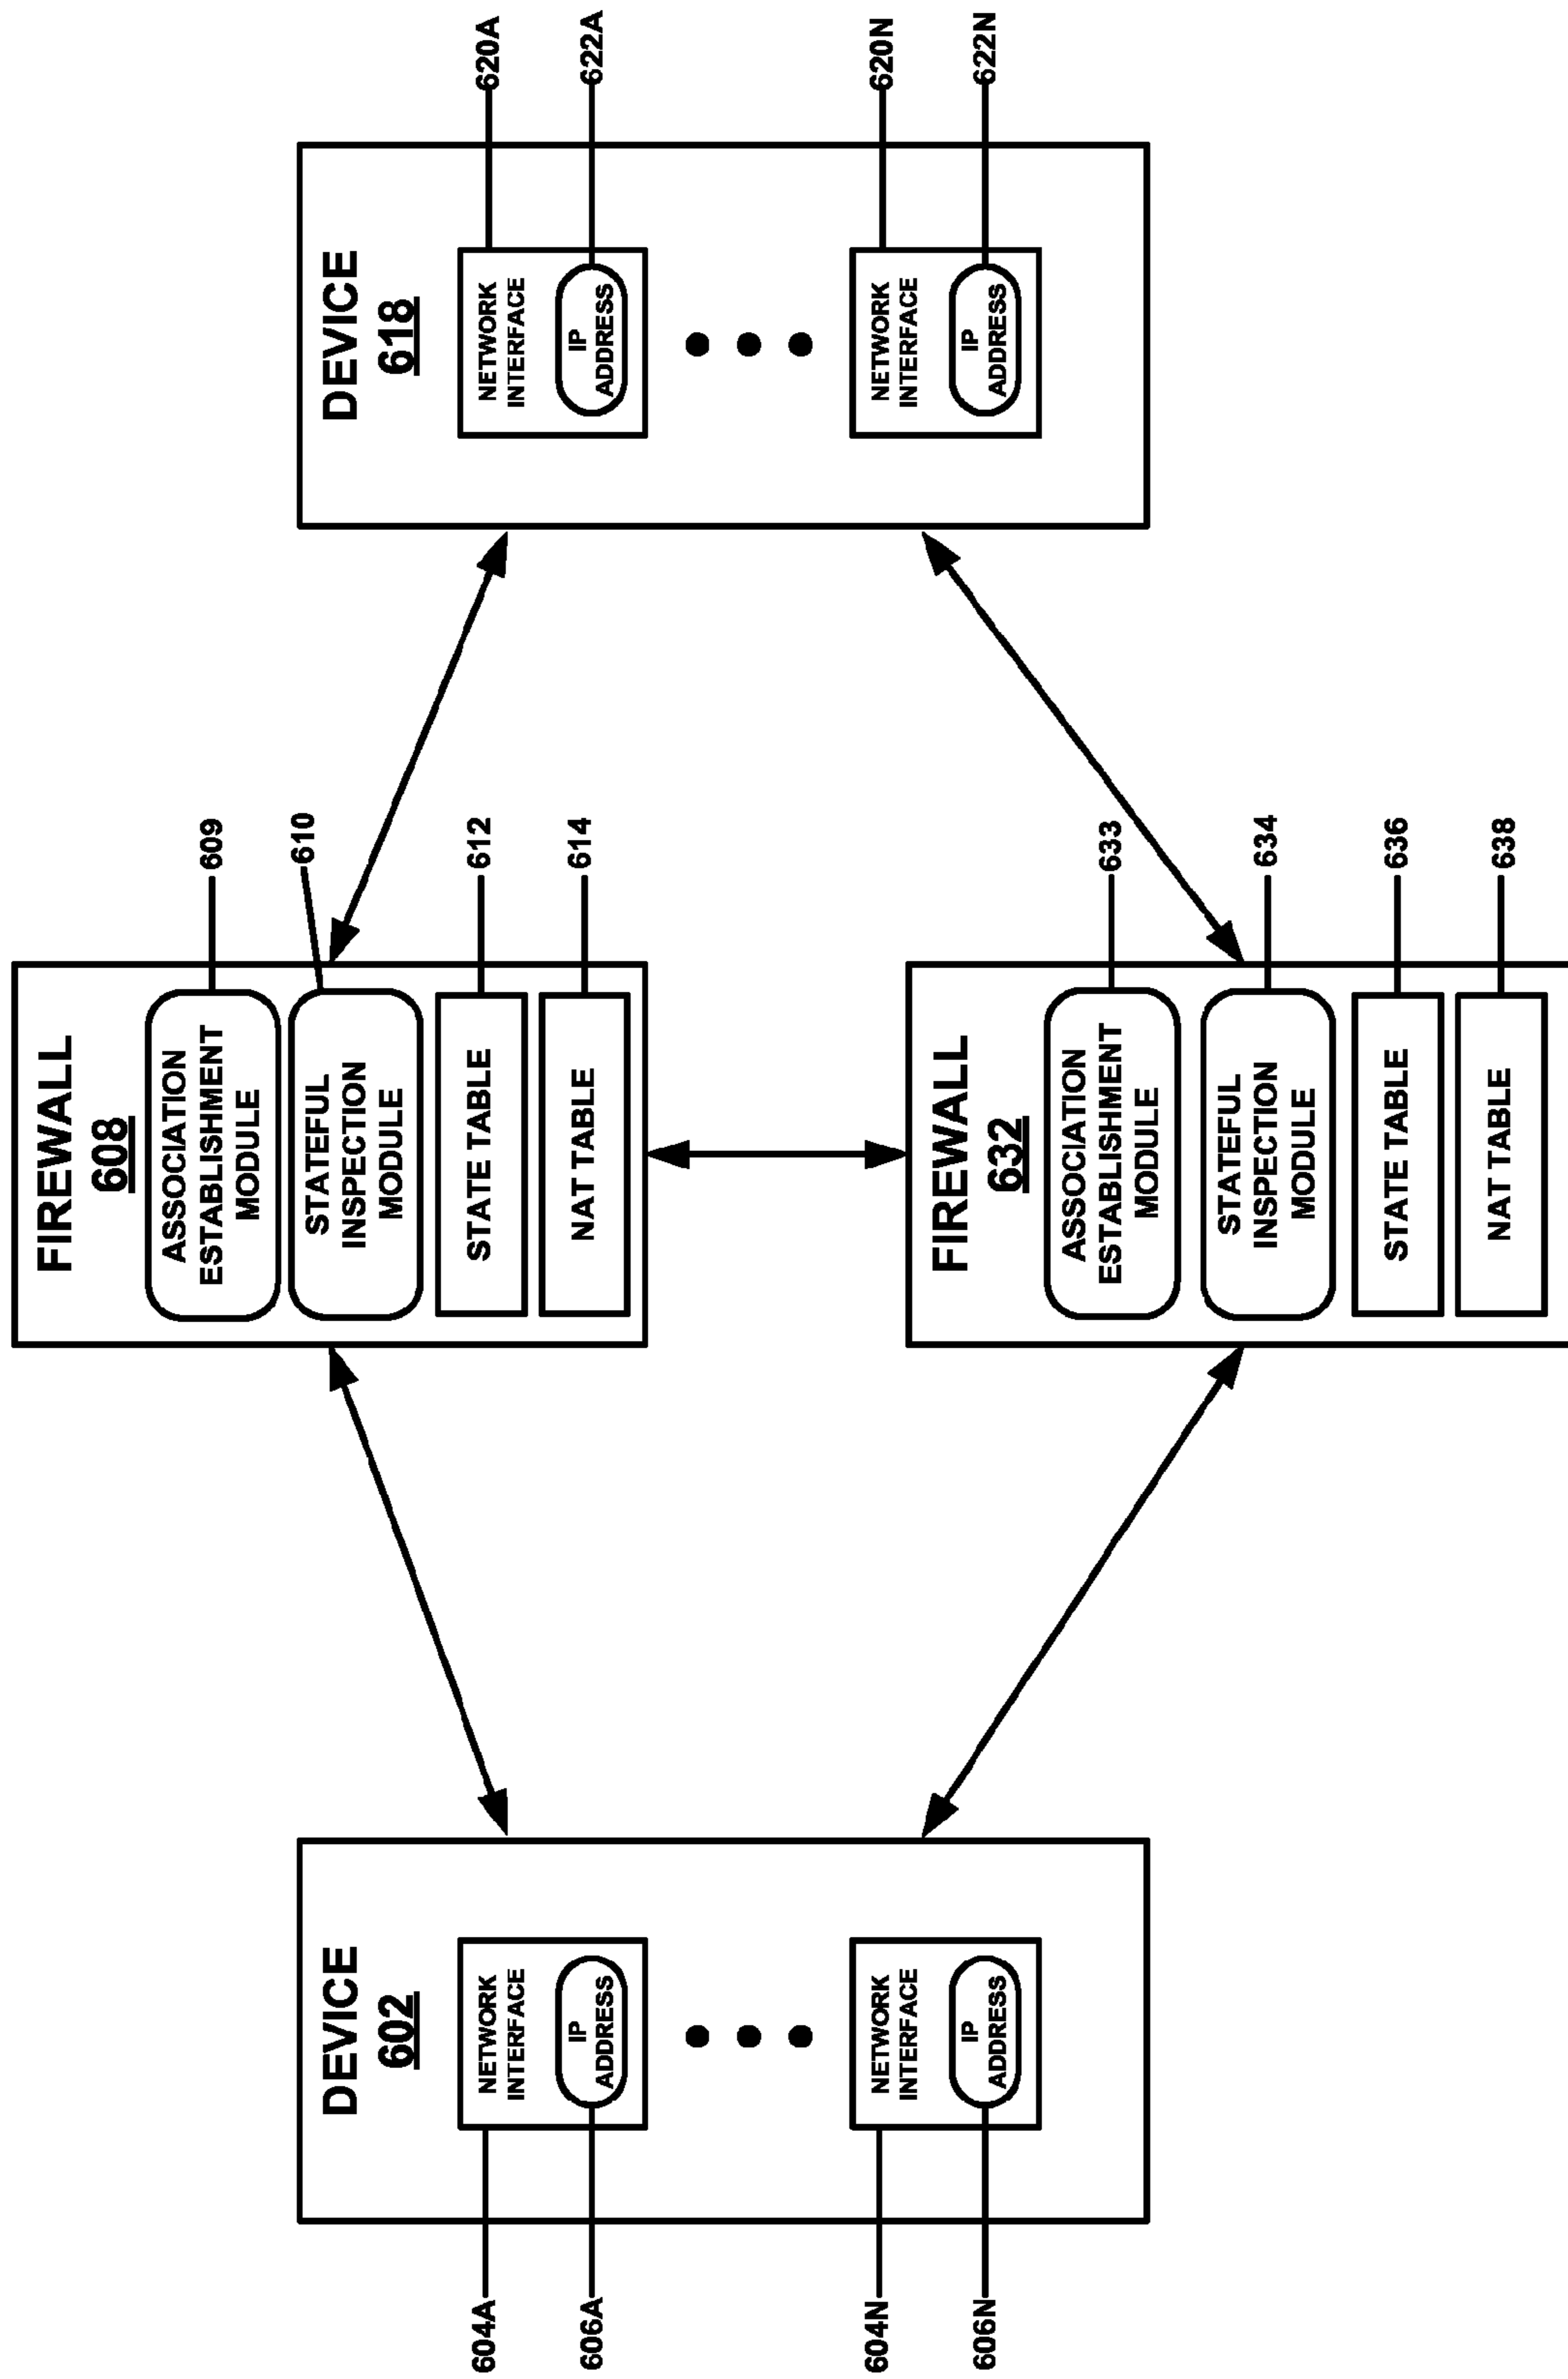 DEVICE
602
NETWORK
INTERFACE
IP
ADDRESS
NETWORK
INTERFACE
IP
ADDRESS
604A
606A
604N
606N
FIREWALL
608
ASSOCIATION
ESTABLISHMENT
MODULE
STATEFUL
INSPECTION
MODULE
STATE TABLE
NAT TABLE
609
610
612
614
FIREWALL
632
ASSOCIATION
ESTABLISHMENT
MODULE
STATEFUL
INSPECTION
MODULE
STATE TABLE
NAT TABLE
633
634
636
638
DEVICE
618
NETWORK
INTERFACE
IP
ADDRESS
NETWORK
INTERFACE
IP
ADDRESS
620A
622A
620N
622N